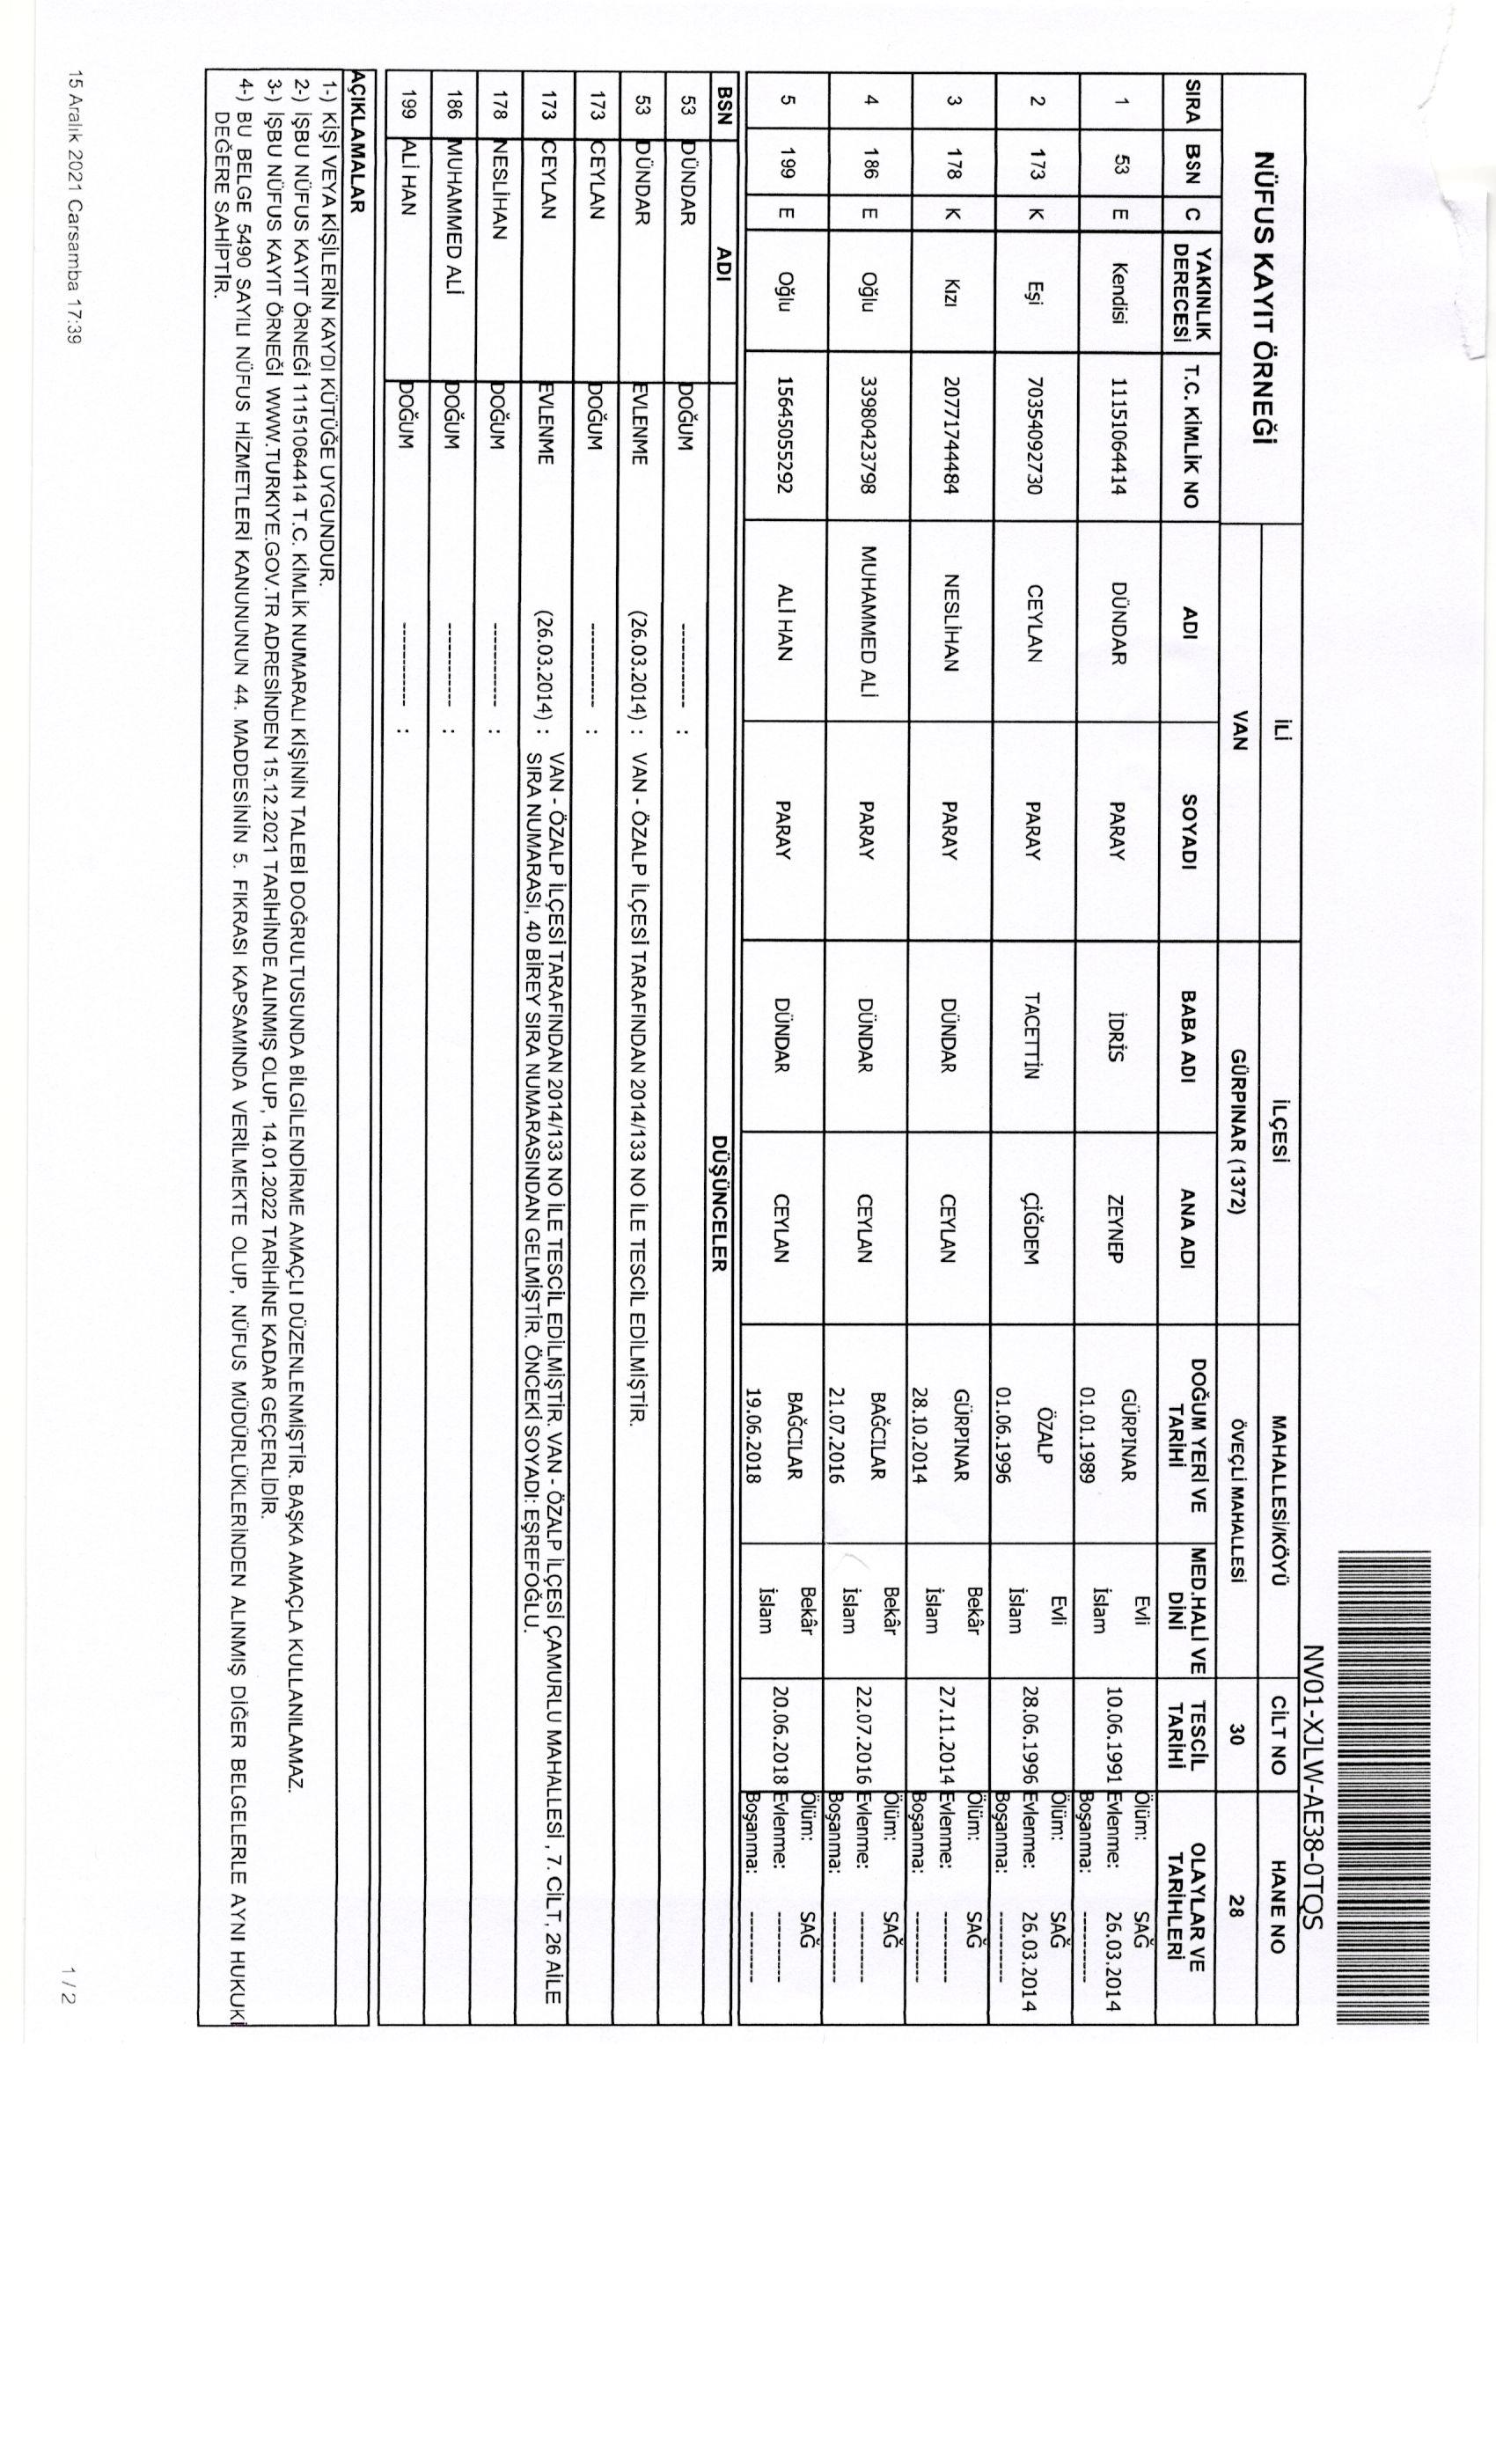 NV01-XJLW-AE38-0TQS
NÜFUS KAYIT ÖRNEĞİ
İLİ İLÇESİ MAHALLESİ/KÖYÜ CİLT NO HANE NO
VAN GÜRPINAR (1372) ÖVEÇLİ MAHALLESİ 30 28
SIRA BSN C YAKINLIK DERECESİ T.C. KİMLİK NO ADI SOYADI BABA ADI ANA ADI DOĞUM YERİ VE TARİHİ MED.HALİ VE DİNİ TESCİL TARİHİ OLAYLAR VE TARİHLERİ
1 53 E Kendisi 11151064414 DÜNDAR PARAY İDRİS ZEYNEP GÜRPINAR 01.01.1989 Evli İslam 10.06.1991 Ölüm: SAĞ Evlenme: 26.03.2014 Boşanma: ----------
2 173 K Eşi 70354092730 CEYLAN PARAY TACETTİN ÇİĞDEM ÖZALP 01.06.1996 Evli İslam 28.06.1996 Ölüm: SAĞ Evlenme: 26.03.2014 Boşanma: ----------
3 178 K Kızı 20771744484 NESLİHAN PARAY DÜNDAR CEYLAN GÜRPINAR 28.10.2014 Bekâr İslam 27.11.2014 Ölüm: SAĞ Evlenme: ---------- Boşanma: ----------
4 186 E Oğlu 33980423798 MUHAMMED ALİ PARAY DÜNDAR CEYLAN BAĞCILAR 21.07.2016 Bekâr İslam 22.07.2016 Ölüm: SAĞ Evlenme: ---------- Boşanma: ----------
5 199 E Oğlu 15645055292 ALİ HAN PARAY DÜNDAR CEYLAN BAĞCILAR 19.06.2018 Bekâr İslam 20.06.2018 Ölüm: SAĞ Evlenme: ---------- Boşanma: ----------
BSN ADI DÜŞÜNCELER
53 DÜNDAR DOĞUM ------------ :
53 DÜNDAR EVLENME (26.03.2014) : VAN - ÖZALP İLÇESİ TARAFINDAN 2014/133 NO İLE TESCİL EDİLMİŞTİR.
173 CEYLAN DOĞUM ------------ :
173 CEYLAN EVLENME (26.03.2014) : VAN - ÖZALP İLÇESİ TARAFINDAN 2014/133 NO İLE TESCİL EDİLMİŞTİR. VAN - ÖZALP İLÇESİ ÇAMURLU MAHALLESİ , 7. CİLT, 26 AİLE
SIRA NUMARASI, 40 BİREY SIRA NUMARASINDAN GELMİŞTİR. ÖNCEKİ SOYADI: EŞREFOĞLU.
178 NESLİHAN DOĞUM ------------ :
186 MUHAMMED ALİ DOĞUM ------------ :
199 ALİ HAN DOĞUM ------------ :
AÇIKLAMALAR
1-) KİŞİ VEYA KİŞİLERİN KAYDI KÜTÜĞE UYGUNDUR.
2-) İŞBU NÜFUS KAYIT ÖRNEĞİ 11151064414 T.C. KİMLİK NUMARALI KİŞİNİN TALEBİ DOĞRULTUSUNDA BİLGİLENDİRME AMAÇLI DÜZENLENMİŞTİR. BAŞKA AMAÇLA KULLANILAMAZ.
3-) İŞBU NÜFUS KAYIT ÖRNEĞİ WWW.TURKIYE.GOV.TR ADRESİNDEN 15.12.2021 TARİHİNDE ALINMIŞ OLUP, 14.01.2022 TARİHİNE KADAR GEÇERLİDİR.
4-) BU BELGE 5490 SAYILI NÜFUS HİZMETLERİ KANUNUNUN 44. MADDESİNİN 5. FIKRASI KAPSAMINDA VERİLMEKTE OLUP, NÜFUS MÜDÜRLÜKLERİNDEN ALINMIŞ DİĞER BELGELERLE AYNI HUKUKİ
DEĞERE SAHİPTİR.
15 Aralık 2021 Carsamba 17:39 1 / 2